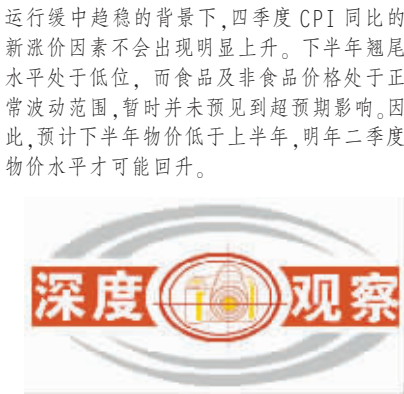 运行缓中趋稳的背景下,四季度 CPI 同比的
新涨价因素不会出现明显上升。下半年翘尾
水平处于低位，而食品及非食品价格处于正
常波动范围,暂时并未预见到超预期影响。因
此,预计下半年物价低于上半年,明年二季度
物价水平才可能回升。
深度观察